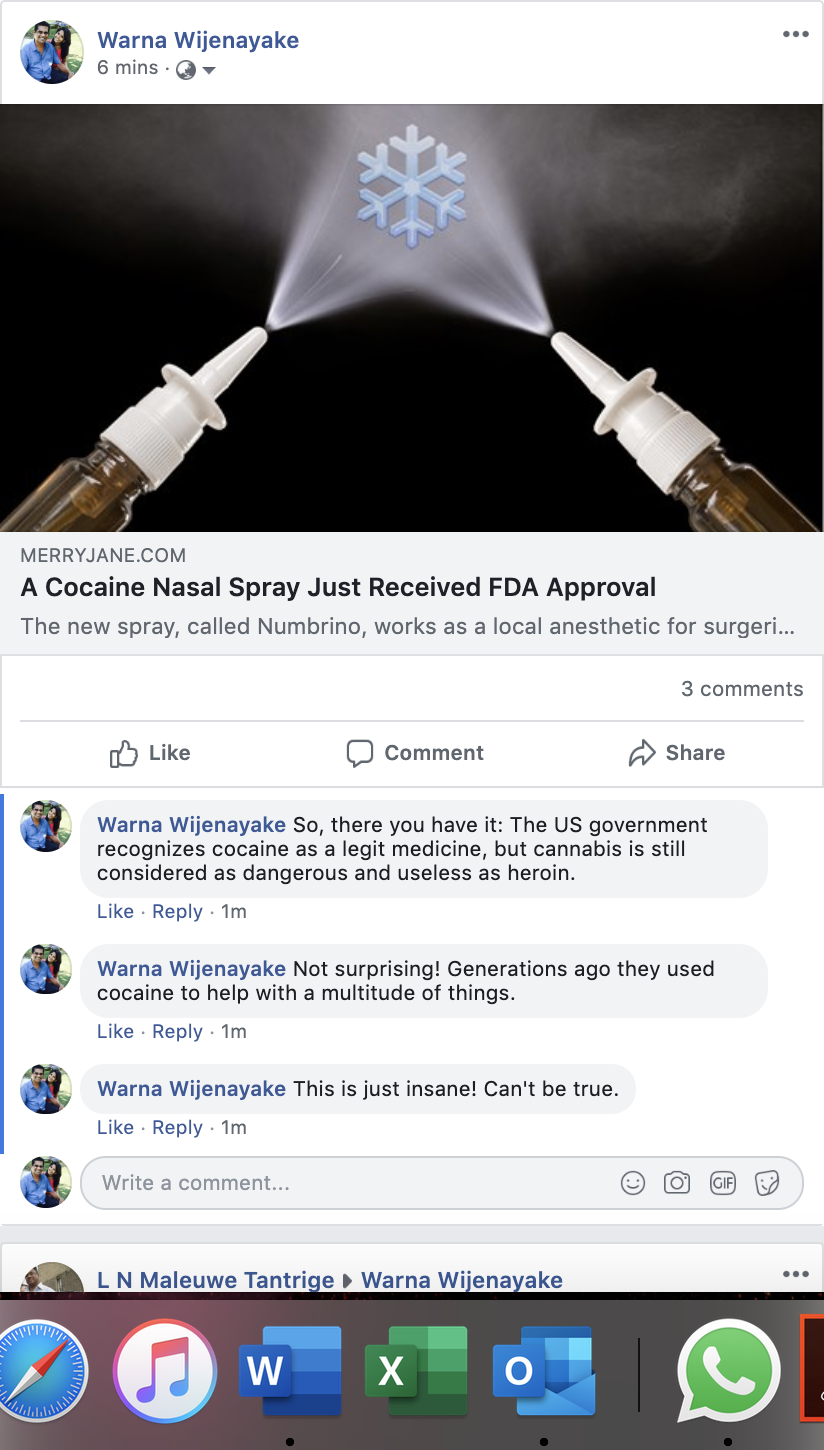 Warna Wijenayake
6 mins ·
MERRYJANE.COM
A Cocaine Nasal Spray Just Received FDA Approval
The new spray, called Numbrino, works as a local anesthetic for surgeri...
3 comments
Like Comment Share
Warna Wijenayake So, there you have it: The US government
recognizes cocaine as a legit medicine, but cannabis is still
considered as dangerous and useless as heroin.
Like · Reply · 1m
Warna Wijenayake Not surprising! Generations ago they used
cocaine to help with a multitude of things.
Like · Reply · 1m
Warna Wijenayake This is just insane! Can't be true.
Like · Reply · 1m
Write a comment...
GIF
L N Maleuwe Tantrige Warna Wijenayake
W X O